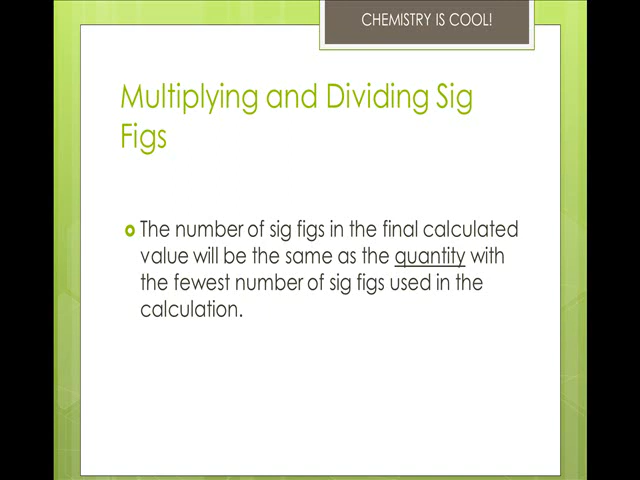 CHEMISTRY IS COOL!
Multiplying and Dividing Sig
Figs
The number of sig figs in the final calculated
value will be the same as the quantity with
the fewest number of sig figs used in the
calculation.